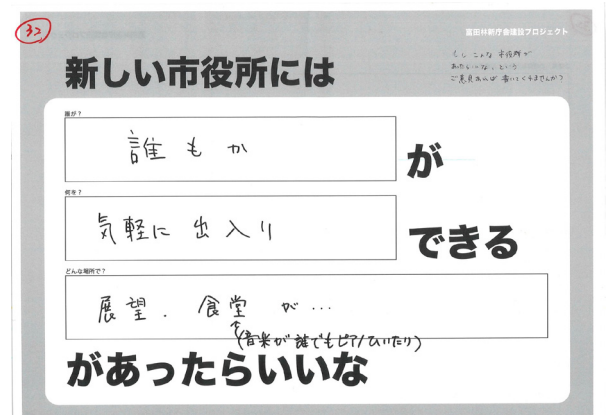 32
富田林新庁舎建設プロジェクト
もしこんな市役所が
あったらいいな、という
ご意見あれば書いてくれませんか?
新しい市役所には
誰が?
誰もか
が
何を?
気軽に出入り
できる
どんな場所で?
展望、食堂が…
(音楽が誰でもピアノひいたり)
があったらいいな